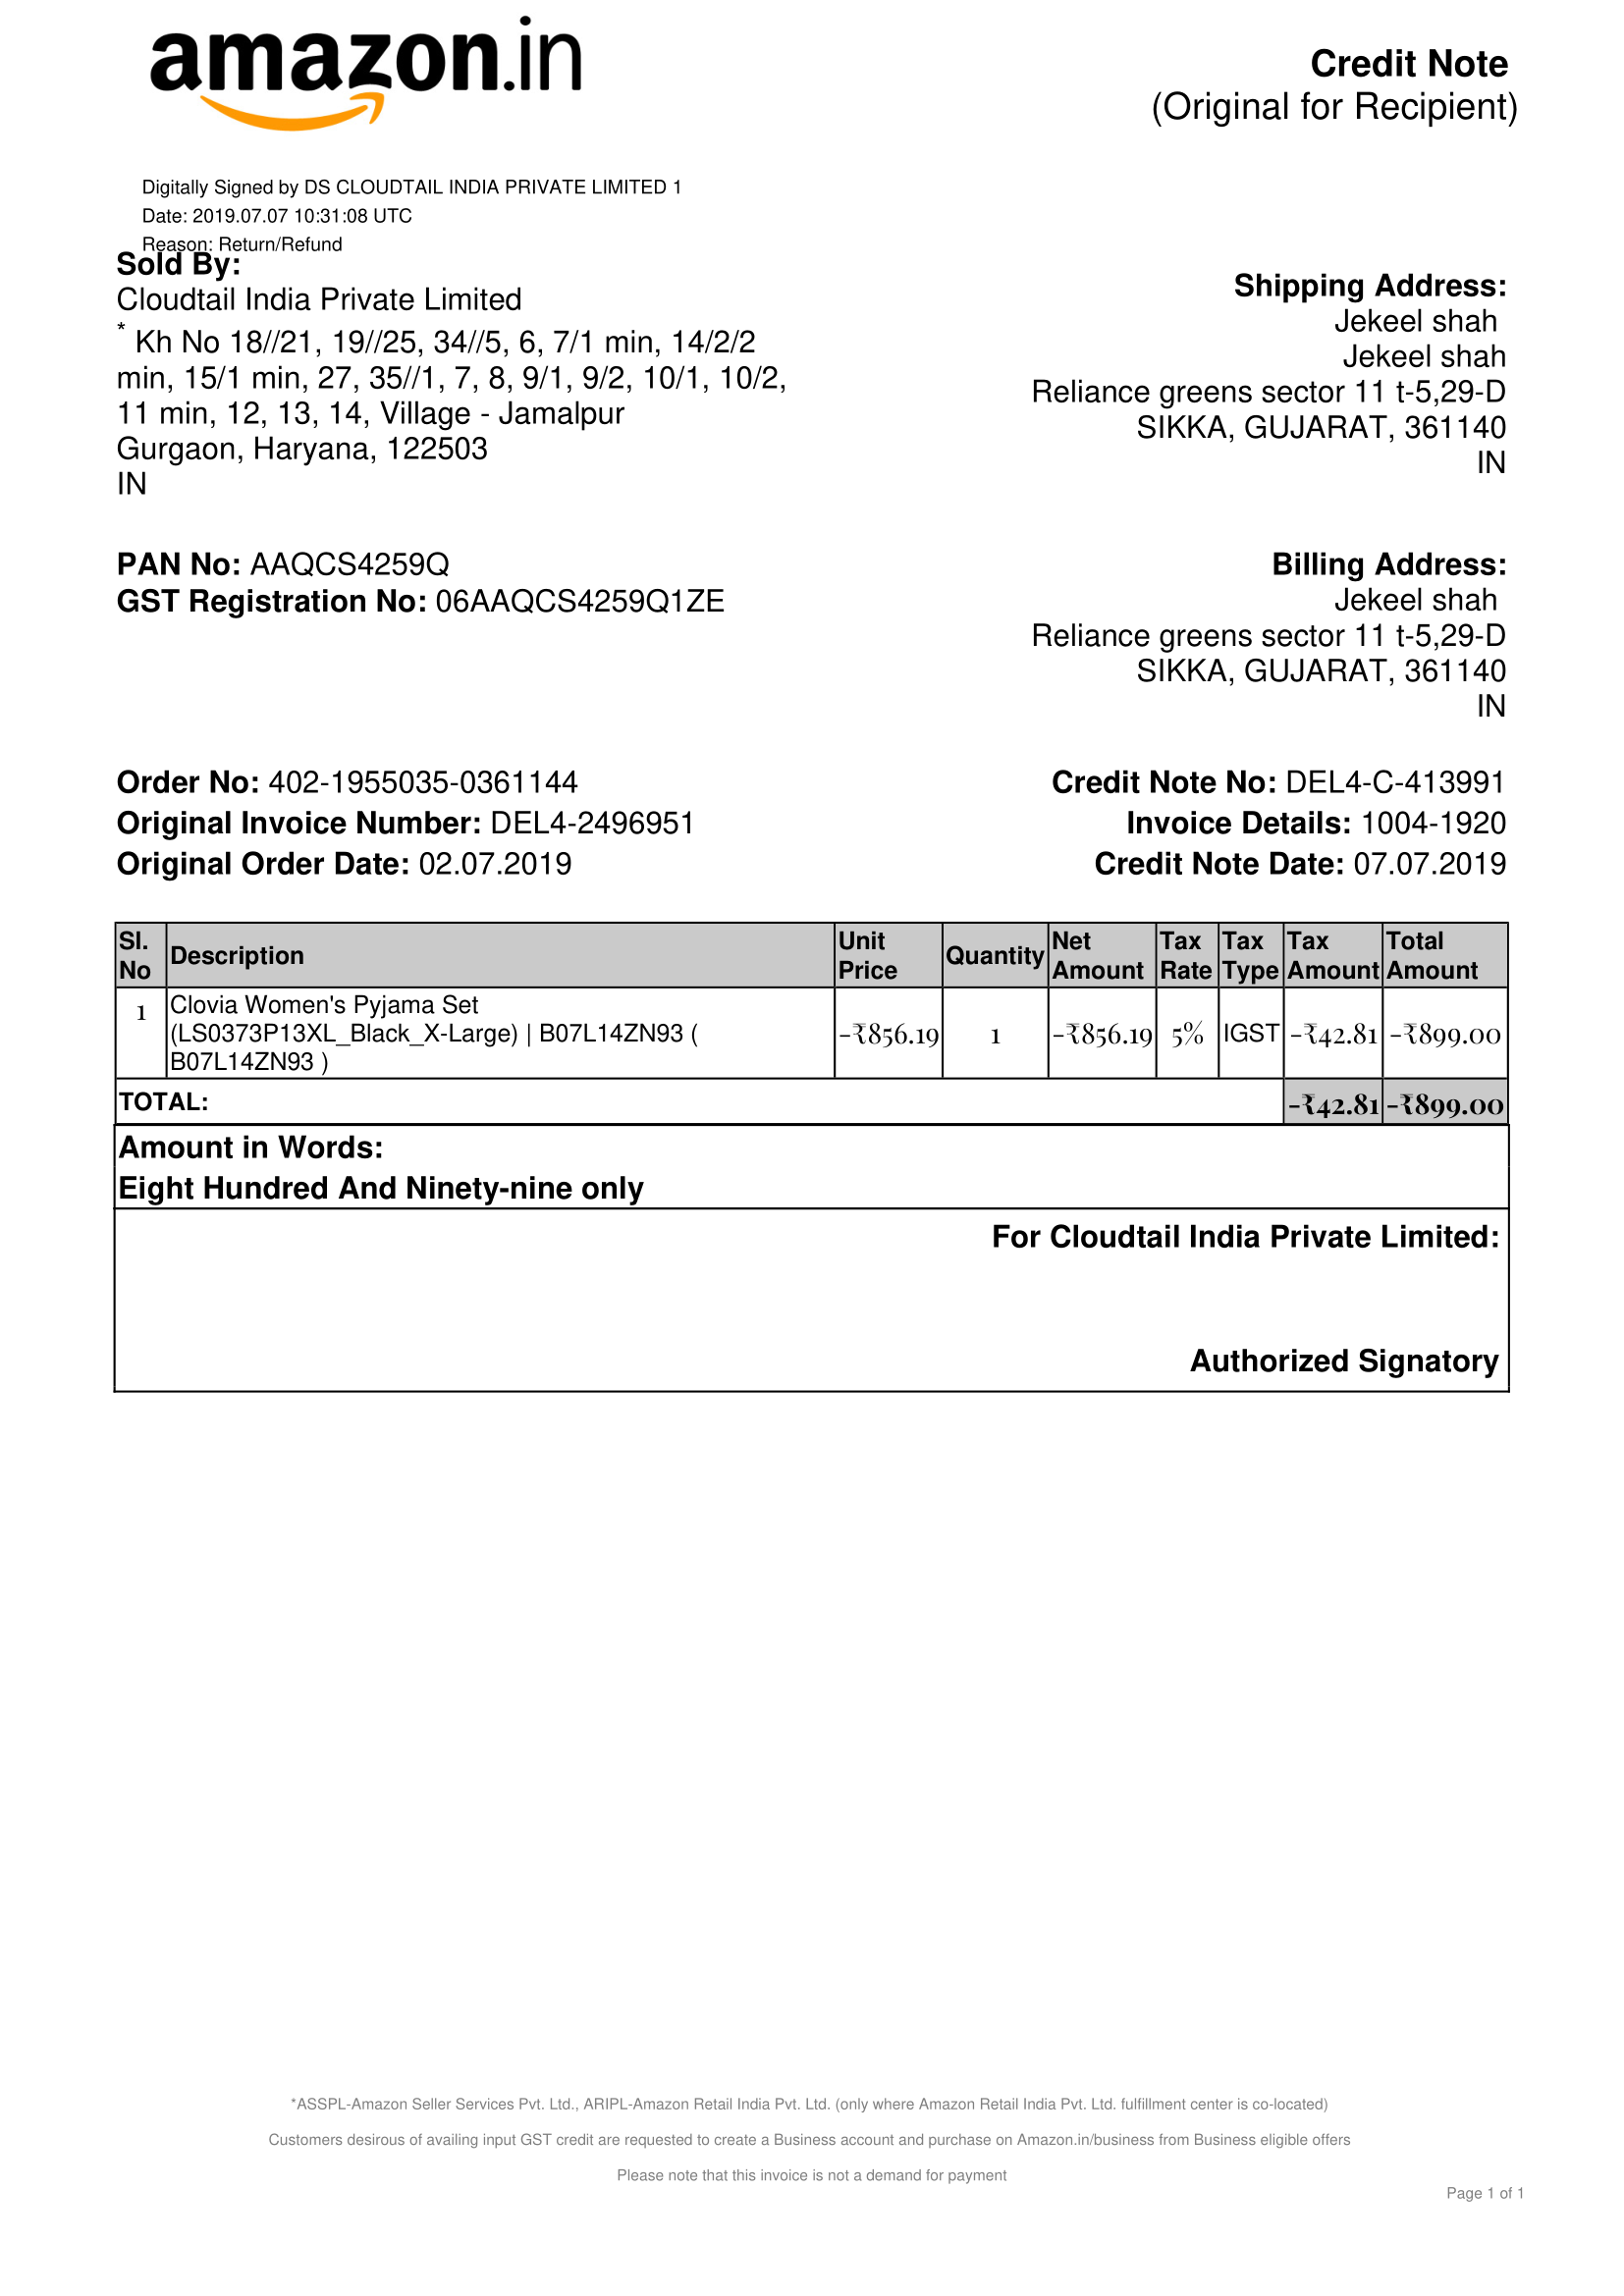 amazon.in
Credit Note
(Original for Recipient)
Digitally Signed by DS CLOUDTAIL INDIA PRIVATE LIMITED 1
Date: 2019.07.07 10:31:08 UTC
Reason: Return/Refund
Sold By:
Cloudtail India Private Limited
* Kh No 18//21, 19//25, 34//5, 6, 7/1 min, 14/2/2
min, 15/1 min, 27, 35//1, 7, 8, 9/1, 9/2, 10/1, 10/2,
11 min, 12, 13, 14, Village - Jamalpur
Gurgaon, Haryana, 122503
IN
Shipping Address:
Jekeel shah
Jekeel shah
Reliance greens sector 11 t-5,29-D
SIKKA, GUJARAT, 361140
IN
PAN No: AAQCS4259Q
GST Registration No: 06AAQCS4259Q1ZE
Billing Address:
Jekeel shah
Reliance greens sector 11 t-5,29-D
SIKKA, GUJARAT, 361140
IN
Order No: 402-1955035-0361144
Original Invoice Number: DEL4-2496951
Original Order Date: 02.07.2019
Credit Note No: DEL4-C-413991
Invoice Details: 1004-1920
Credit Note Date: 07.07.2019
Sl. No Description Unit Price Quantity Net Amount Tax Rate Tax Type Tax Amount Total Amount
1 Clovia Women's Pyjama Set
(LS0373P13XL_Black_X-Large) | B07L14ZN93 ( -₹856.19 1 -₹856.19 5% IGST -₹42.81 -₹899.00
B07L14ZN93 )
TOTAL: -₹42.81 -₹899.00
Amount in Words:
Eight Hundred And Ninety-nine only
For Cloudtail India Private Limited:
Authorized Signatory
*ASSPL-Amazon Seller Services Pvt. Ltd., ARIPL-Amazon Retail India Pvt. Ltd. (only where Amazon Retail India Pvt. Ltd. fulfillment center is co-located)
Customers desirous of availing input GST credit are requested to create a Business account and purchase on Amazon.in/business from Business eligible offers
Please note that this invoice is not a demand for payment
Page 1 of 1